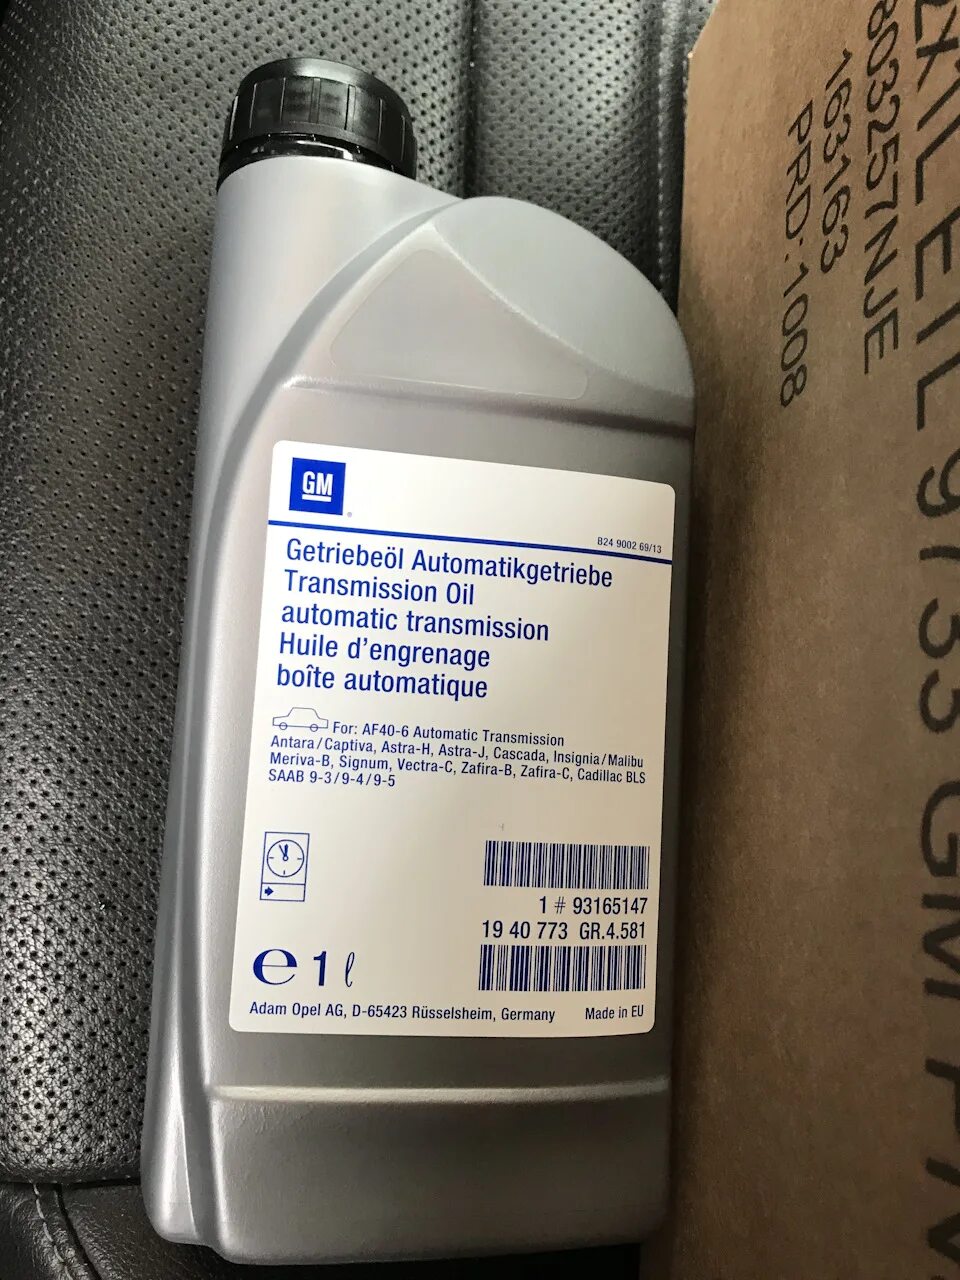 GM
B24 9002 69/13
Getriebeöl Automatikgetriebe
Transmission Oil
automatic transmission
Huile d'engrenage
boîte automatique
For: AF40-6 Automatic Transmission
Antara/Captiva, Astra-H, Astra-J, Cascada, Insignia/Malibu
Meriva-B, Signum, Vectra-C, Zafira-B, Zafira-C, Cadillac BLS
SAAB 9-3/9-4/9-5
1 # 93165147
19 40 773 GR.4.581
e 1 ℓ
Adam Opel AG, D-65423 Rüsselsheim, Germany Made in EU
803257NJE
163163
PRD:1008